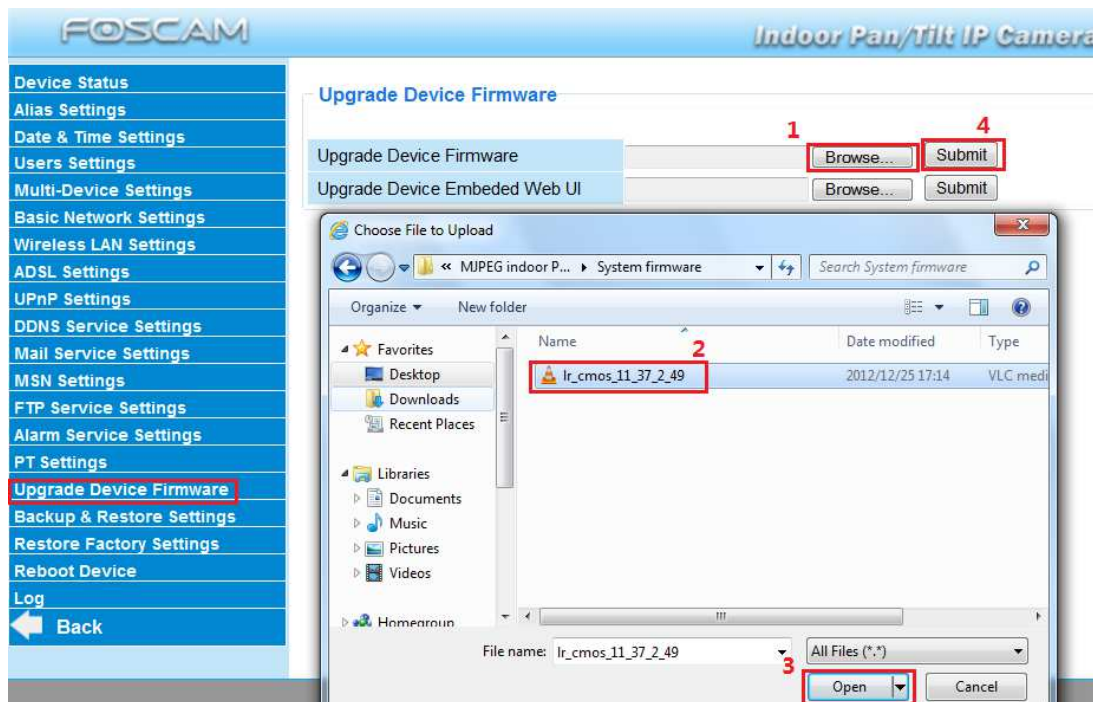 FOSCAM
Indoor Pan/Tilt IP Camera
Device Status
Alias Settings
Date & Time Settings
Users Settings
Multi-Device Settings
Basic Network Settings
Wireless LAN Settings
ADSL Settings
UPnP Settings
DDNS Service Settings
Mail Service Settings
MSN Settings
FTP Service Settings
Alarm Service Settings
PT Settings
Upgrade Device Firmware
Backup & Restore Settings
Restore Factory Settings
Reboot Device
Log
Back
Upgrade Device Firmware
1 4
Upgrade Device Firmware Browse... Submit
Upgrade Device Embeded Web UI Browse... Submit
Choose File to Upload
« MJPEG indoor P... System firmware Search System firmware
Organize New folder
Favorites
Desktop
Downloads
Recent Places
Libraries
Documents
Music
Pictures
Videos
Homegroup
Name Date modified Type
2
lr_cmos_11_37_2_49 2012/12/25 17:14 VLC medi
File name: lr_cmos_11_37_2_49 All Files (*.*)
3
Open Cancel